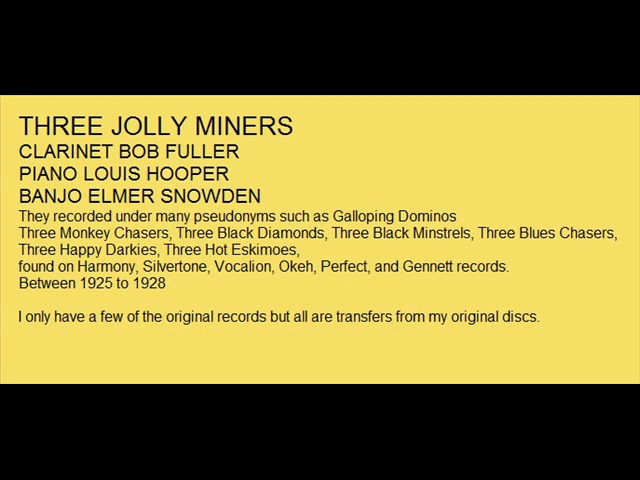 THREE JOLLY MINERS
CLARINET BOB FULLER
PIANO LOUIS HOOPER
BANJO ELMER SNOWDEN
They recorded under many pseudonyms such as Galloping Dominos
Three Monkey Chasers, Three Black Diamonds, Three Black Minstrels, Three Blues Chasers,
Three Happy Darkies, Three Hot Eskimoes,
found on Harmony, Silvertone, Vocalion, Okeh, Perfect, and Gennett records.
Between 1925 to 1928
I only have a few of the original records but all are transfers from my original discs.